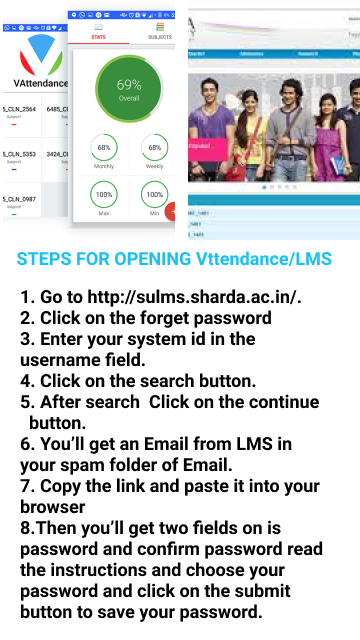 STATS
SUBJECTS
VAttendance
69%
Overall
S_CLN_2564
6485_C
68%
68%
Monthly
Weekly
S_CLN_5353
3424_C
100%
100%
Max
Min
S_CLN_0987
STEPS FOR OPENING Vttendance/LMS
1. Go to http://sulms.sharda.ac.in/.
2. Click on the forget password
3. Enter your system id in the
username field.
4. Click on the search button.
5. After search Click on the continue
button.
6. You’ll get an Email from LMS in
your spam folder of Email.
7. Copy the link and paste it into your
browser
8.Then you’ll get two fields on is
password and confirm password read
the instructions and choose your
password and click on the submit
button to save your password.